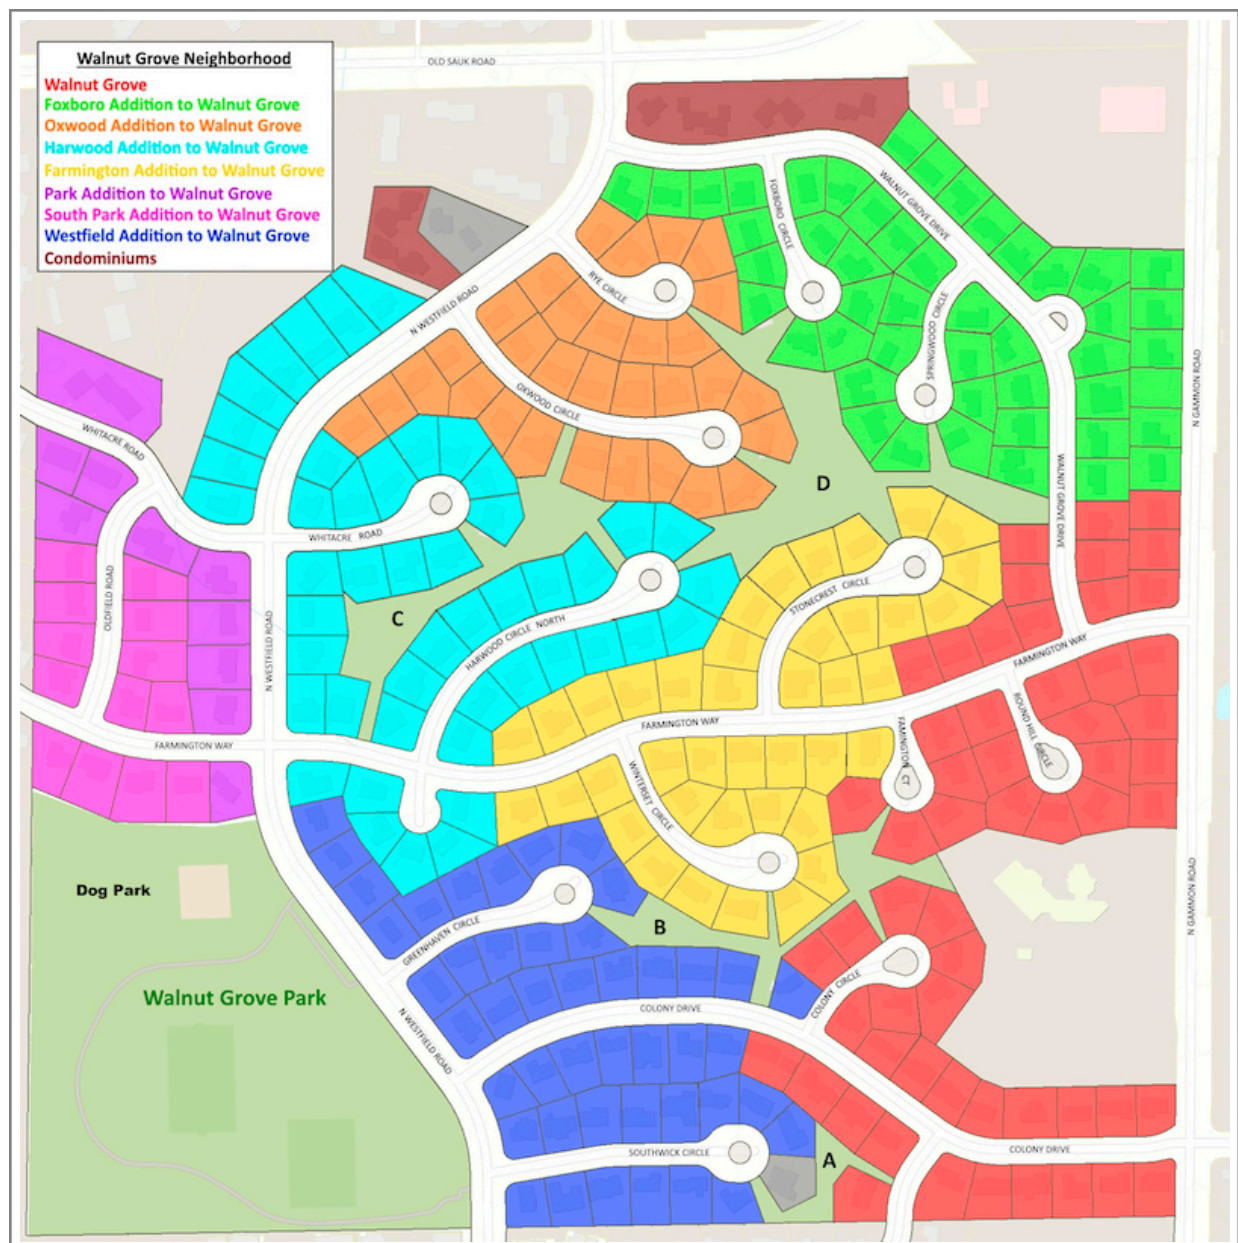 OLD SAUK ROAD
Walnut Grove Neighborhood
Walnut Grove
Foxboro Addition to Walnut Grove
Oxwood Addition to Walnut Grove
Harwood Addition to Walnut Grove
Farmington Addition to Walnut Grove
Park Addition to Walnut Grove
South Park Addition to Walnut Grove
Westfield Addition to Walnut Grove
Condominiums
FOXBORO CIRCLE
WALNUT GROVE DRIVE
RYE CIRCLE
N WESTFIELD ROAD
SPRINGWOOD CIRCLE
N GAMMON ROAD
OXWOOD CIRCLE
WHITACRE ROAD
D
WALNUT GROVE DRIVE
WHITACRE ROAD
OLDFIELD ROAD
STONECREST CIRCLE
C
HARWOOD CIRCLE NORTH
N WESTFIELD ROAD
FARMINGTON WAY
FARMINGTON WAY
ROUND HILL CIRCLE
FARMINGTON WAY
FAMINGTON CT
WINTERSET CIRCLE
Dog Park
N GAMMON ROAD
GREENHAVEN CIRCLE
B
Walnut Grove Park
COLONY CIRCLE
COLONY DRIVE
N WESTFIELD ROAD
SOUTHWICK CIRCLE
A
COLONY DRIVE